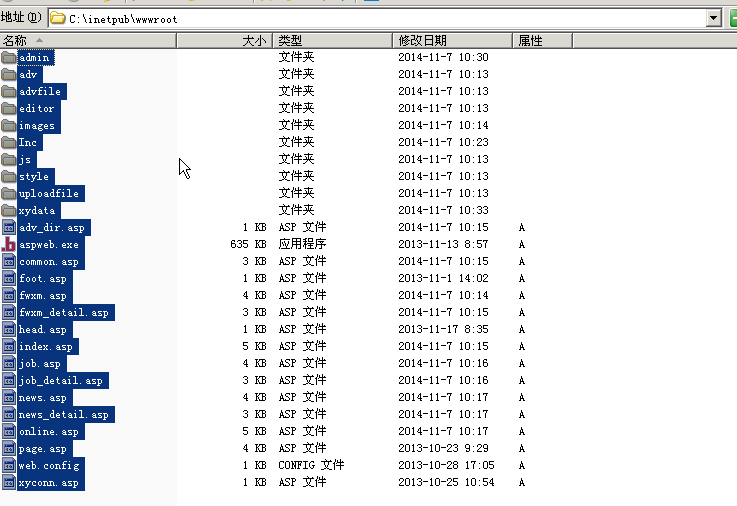 地址(D) C:\inetpub\wwwroot
名称 大小 类型 修改日期 属性
admin 文件夹 2014-11-7 10:30
adv 文件夹 2014-11-7 10:13
advfile 文件夹 2014-11-7 10:13
editor 文件夹 2014-11-7 10:13
images 文件夹 2014-11-7 10:14
Inc 文件夹 2014-11-7 10:23
js 文件夹 2014-11-7 10:13
style 文件夹 2014-11-7 10:13
uploadfile 文件夹 2014-11-7 10:13
xydata 文件夹 2014-11-7 10:33
adv_dir.asp 1 KB ASP 文件 2014-11-7 10:15 A
aspweb.exe 635 KB 应用程序 2013-11-13 8:57 A
common.asp 3 KB ASP 文件 2014-11-7 10:15 A
foot.asp 1 KB ASP 文件 2013-11-1 14:02 A
fwxm.asp 4 KB ASP 文件 2014-11-7 10:14 A
fwxm_detail.asp 3 KB ASP 文件 2014-11-7 10:15 A
head.asp 1 KB ASP 文件 2013-11-17 8:35 A
index.asp 5 KB ASP 文件 2014-11-7 10:15 A
job.asp 4 KB ASP 文件 2014-11-7 10:16 A
job_detail.asp 3 KB ASP 文件 2014-11-7 10:16 A
news.asp 4 KB ASP 文件 2014-11-7 10:17 A
news_detail.asp 3 KB ASP 文件 2014-11-7 10:17 A
online.asp 5 KB ASP 文件 2014-11-7 10:17 A
page.asp 4 KB ASP 文件 2013-10-23 9:29 A
web.config 1 KB CONFIG 文件 2013-10-28 17:05 A
xyconn.asp 1 KB ASP 文件 2013-10-25 10:54 A